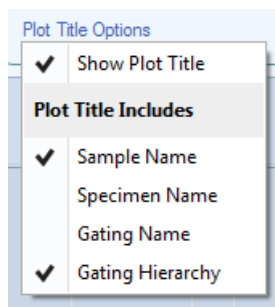 Plot Title Options
Show Plot Title
Plot Title Includes
Sample Name
Specimen Name
Gating Name
Gating Hierarchy